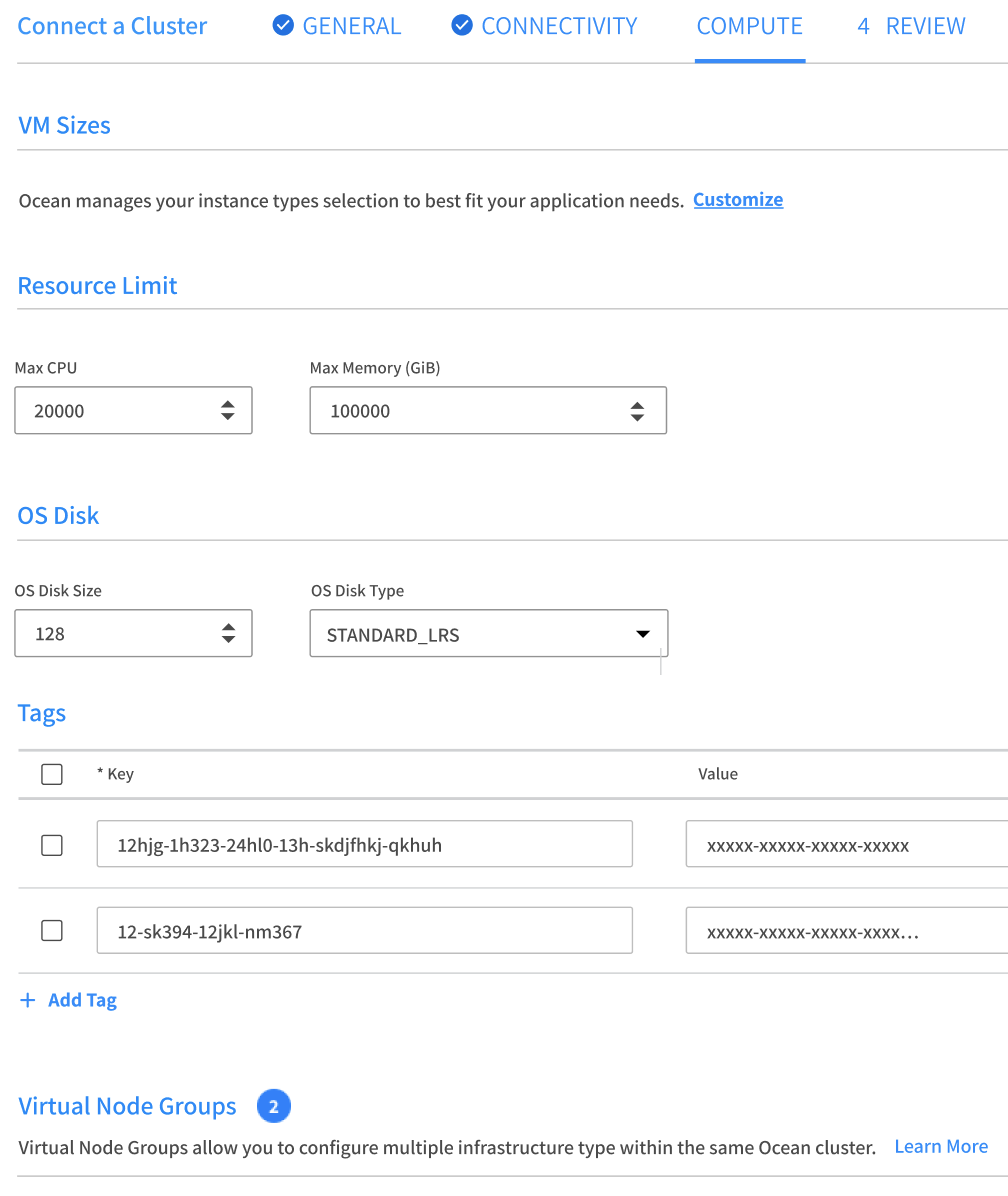 Connect a Cluster GENERAL CONNECTIVITY COMPUTE 4 REVIEW
VM Sizes
Ocean manages your instance types selection to best fit your application needs. Customize
Resource Limit
Max CPU Max Memory (GiB)
20000 100000
OS Disk
OS Disk Size OS Disk Type
128 STANDARD_LRS
Tags
* Key Value
12hjg-1h323-24hl0-13h-skdjfhkj-qkhuh xxxxx-xxxxx-xxxxx-xxxxx
12-sk394-12jkl-nm367 xxxxx-xxxxx-xxxxx-xxxx...
+ Add Tag
Virtual Node Groups 2
Virtual Node Groups allow you to configure multiple infrastructure type within the same Ocean cluster. Learn More